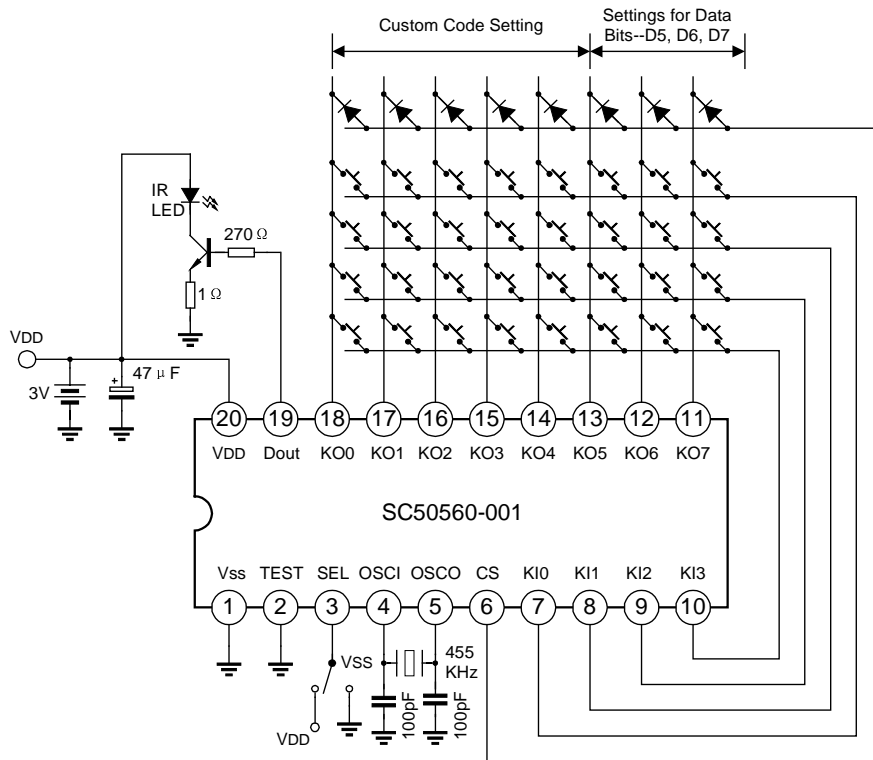 Custom Code Setting
Settings for Data
Bits--D5, D6, D7
IR
LED
270 Ω
1 Ω
VDD
47 μ F
+
3V
20 19 18 17 16 15 14 13 12 11
VDD Dout KO0 KO1 KO2 KO3 KO4 KO5 KO6 KO7
SC50560-001
Vss TEST SEL OSCI OSCO CS KI0 KI1 KI2 KI3
1 2 3 4 5 6 7 8 9 10
VSS
455
KHz
100pF
100pF
VDD